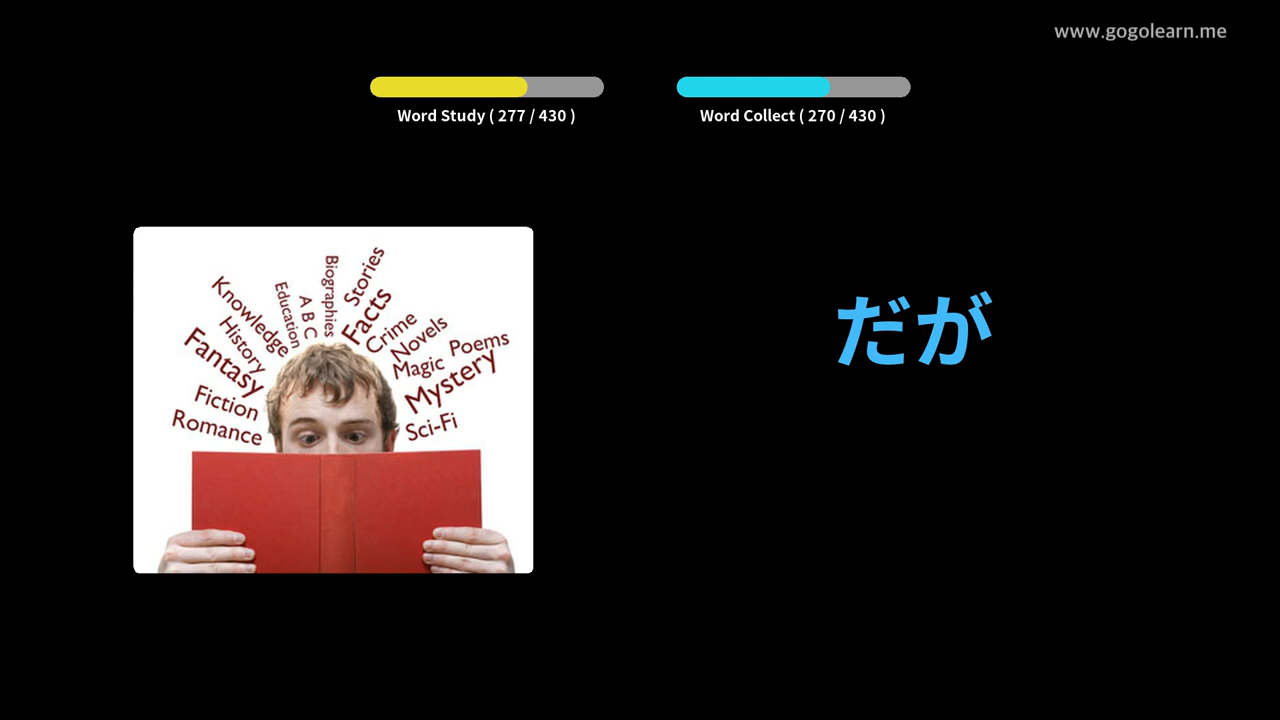 www.gogolearn.me
Word Study ( 277 / 430 )
Word Collect ( 270 / 430 )
だが
Knowledge
History
Fantasy
Fiction
Romance
Education
A B C
Biographies
Stories
Facts
Crime
Novels
Magic
Poems
Mystery
Sci-Fi